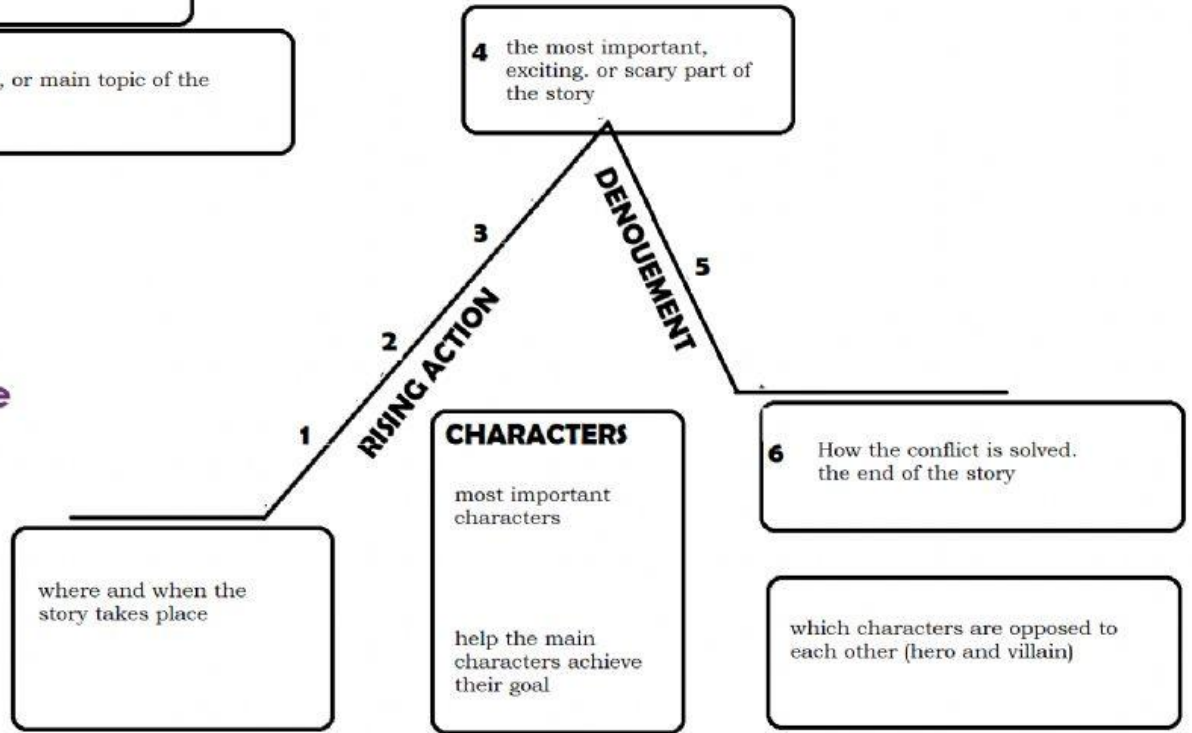 , or main topic of the
4 the most important,
exciting. or scary part of
the story
3
2
1
RISING ACTION
DENOUEMENT
5
e
CHARACTERS
most important
characters
help the main
characters achieve
their goal
6 How the conflict is solved.
the end of the story
where and when the
story takes place
which characters are opposed to
each other (hero and villain)